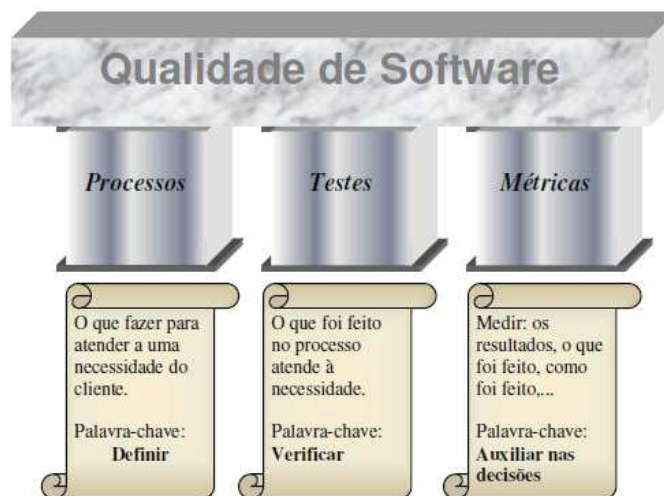 Qualidade de Software
Processos
Testes
Métricas
O que fazer para
atender a uma
necessidade do
cliente.
Palavra-chave:
Definir
O que foi feito
no processo
atende à
necessidade.
Palavra-chave:
Verificar
Medir: os
resultados, o que
foi feito, como
foi feito,...
Palavra-chave:
Auxiliar nas
decisões